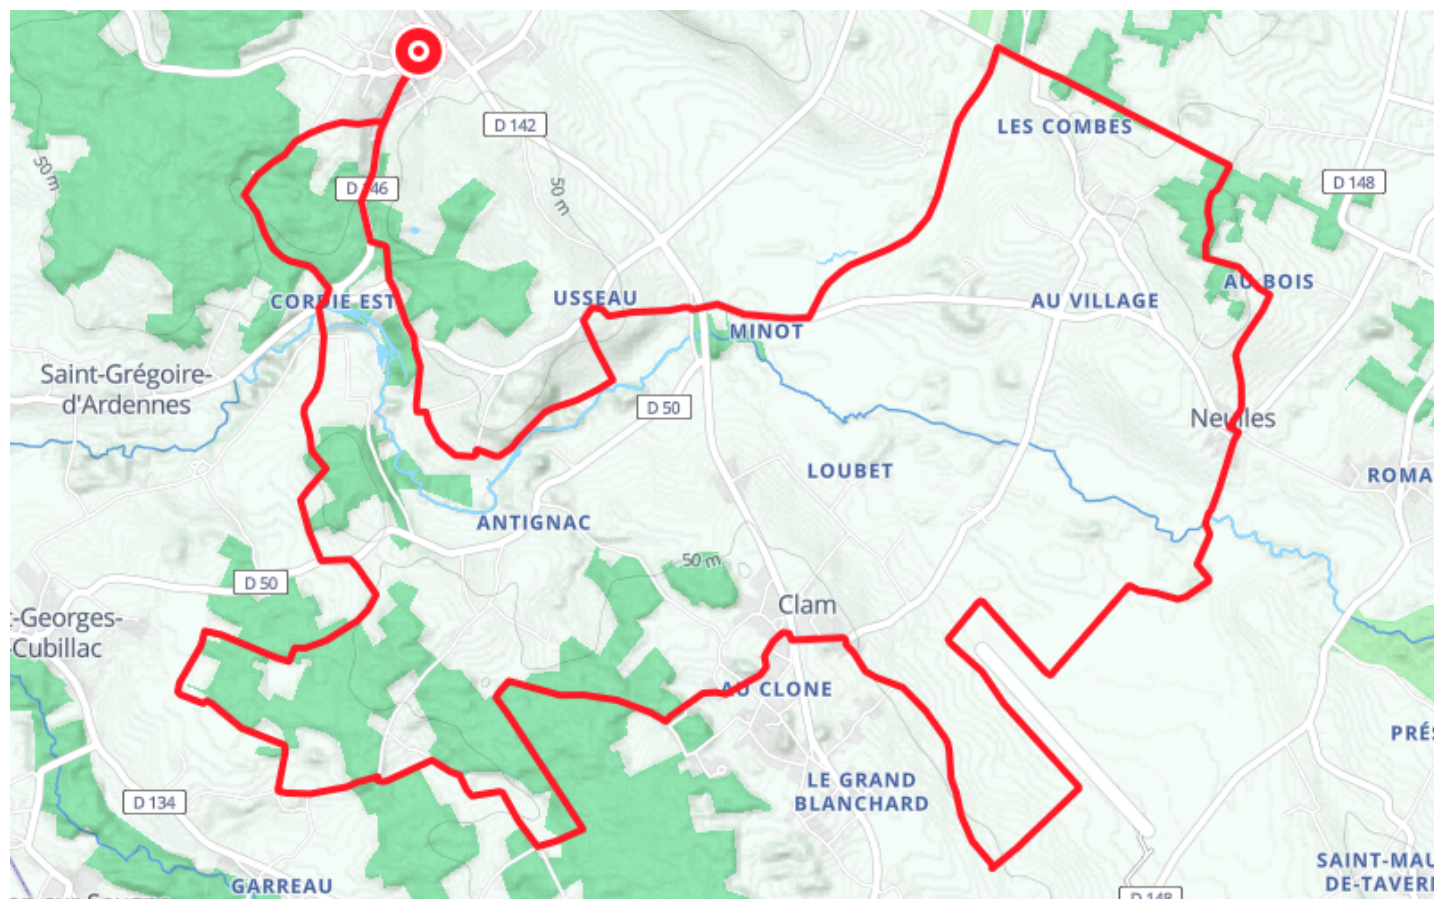 D 142
LES COMBES
50 m
D 148
D 146
50 m
AU BOIS
CORDIE EST
USSEAU
AU VILLAGE
MINOT
Saint-Grégoire-
d'Ardennes
D 50
Neulles
LOUBET
ROMA
ANTIGNAC
50 m
D 50
Clam
-Georges-
-Cubillac
AU CLONE
PRÉS
LE GRAND
BLANCHARD
D 134
SAINT-MAU
DE-TAVERN
GARREAU
D 148